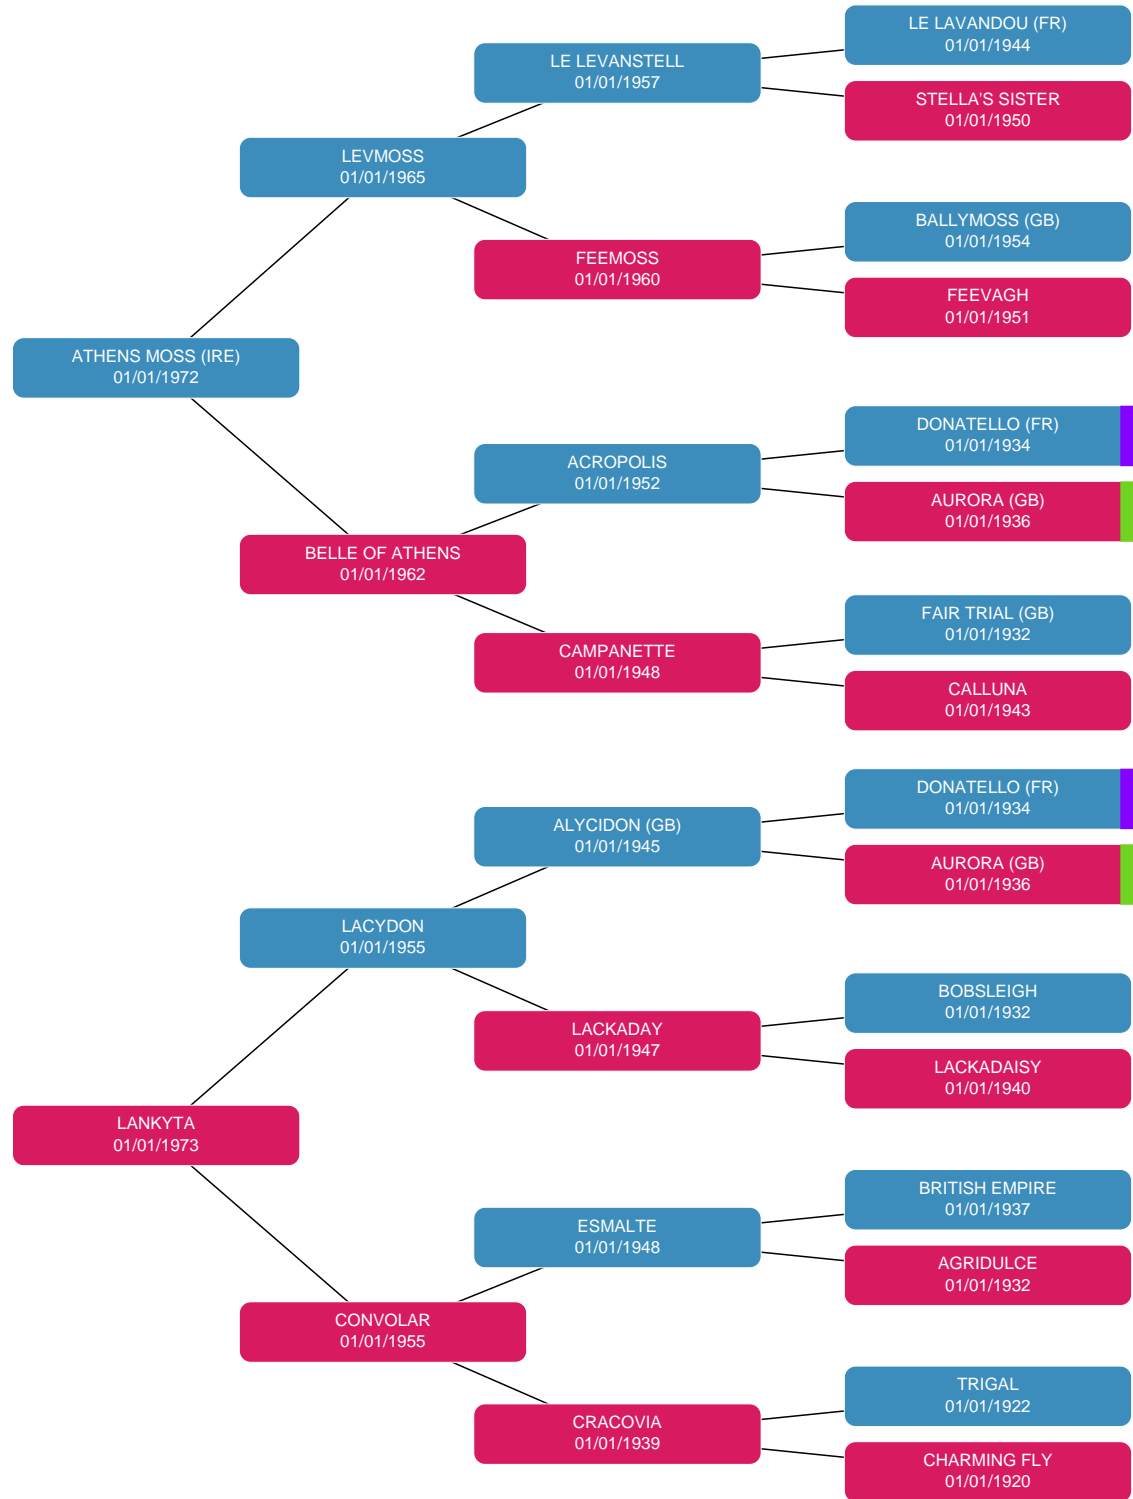 LE LAVANDOU (FR)
01/01/1944
LE LEVANSTELL
01/01/1957
STELLA'S SISTER
01/01/1950
LEVMOSS
01/01/1965
BALLYMOSS (GB)
01/01/1954
FEEMOSS
01/01/1960
FEEVAGH
01/01/1951
ATHENS MOSS (IRE)
01/01/1972
DONATELLO (FR)
01/01/1934
ACROPOLIS
01/01/1952
AURORA (GB)
01/01/1936
BELLE OF ATHENS
01/01/1962
FAIR TRIAL (GB)
01/01/1932
CAMPANETTE
01/01/1948
CALLUNA
01/01/1943
DONATELLO (FR)
01/01/1934
ALYCIDON (GB)
01/01/1945
AURORA (GB)
01/01/1936
LACYDON
01/01/1955
BOBSLEIGH
01/01/1932
LACKADAY
01/01/1947
LACKADAISY
01/01/1940
LANKYTA
01/01/1973
BRITISH EMPIRE
01/01/1937
ESMALTE
01/01/1948
AGRIDULCE
01/01/1932
CONVOLAR
01/01/1955
TRIGAL
01/01/1922
CRACOVIA
01/01/1939
CHARMING FLY
01/01/1920